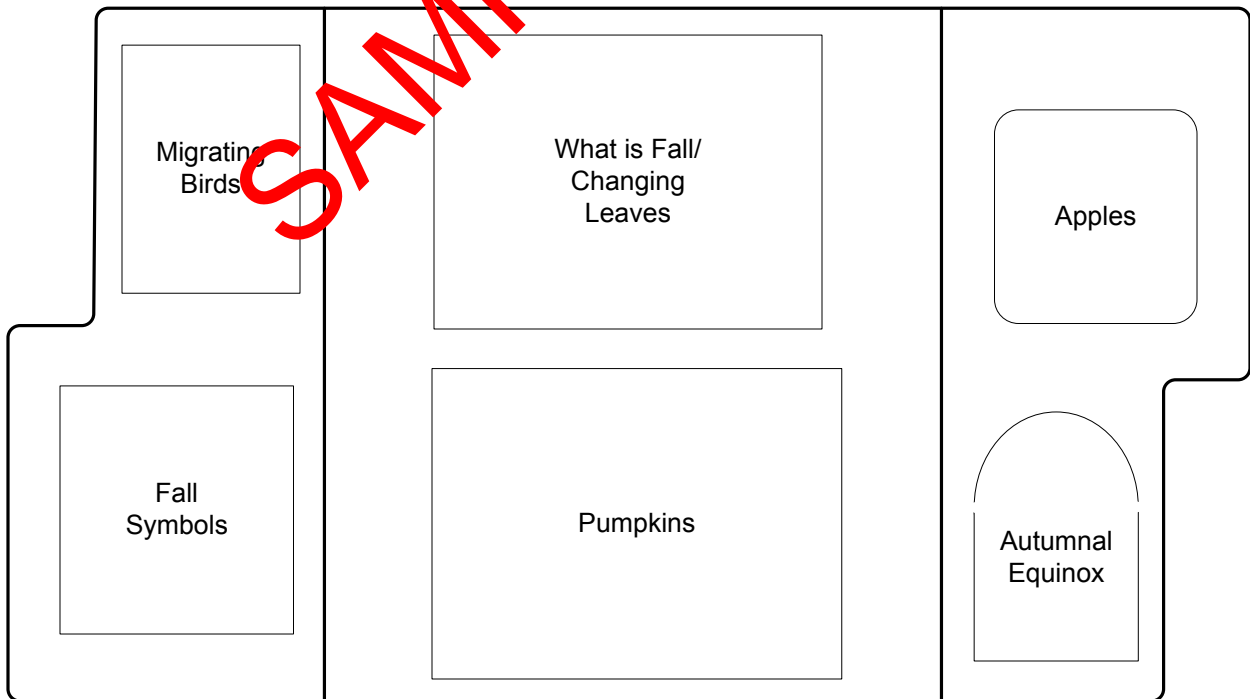 Migrating
Birds
What is Fall/
Changing
Leaves
Apples
Fall
Symbols
Pumpkins
Autumnal
Equinox